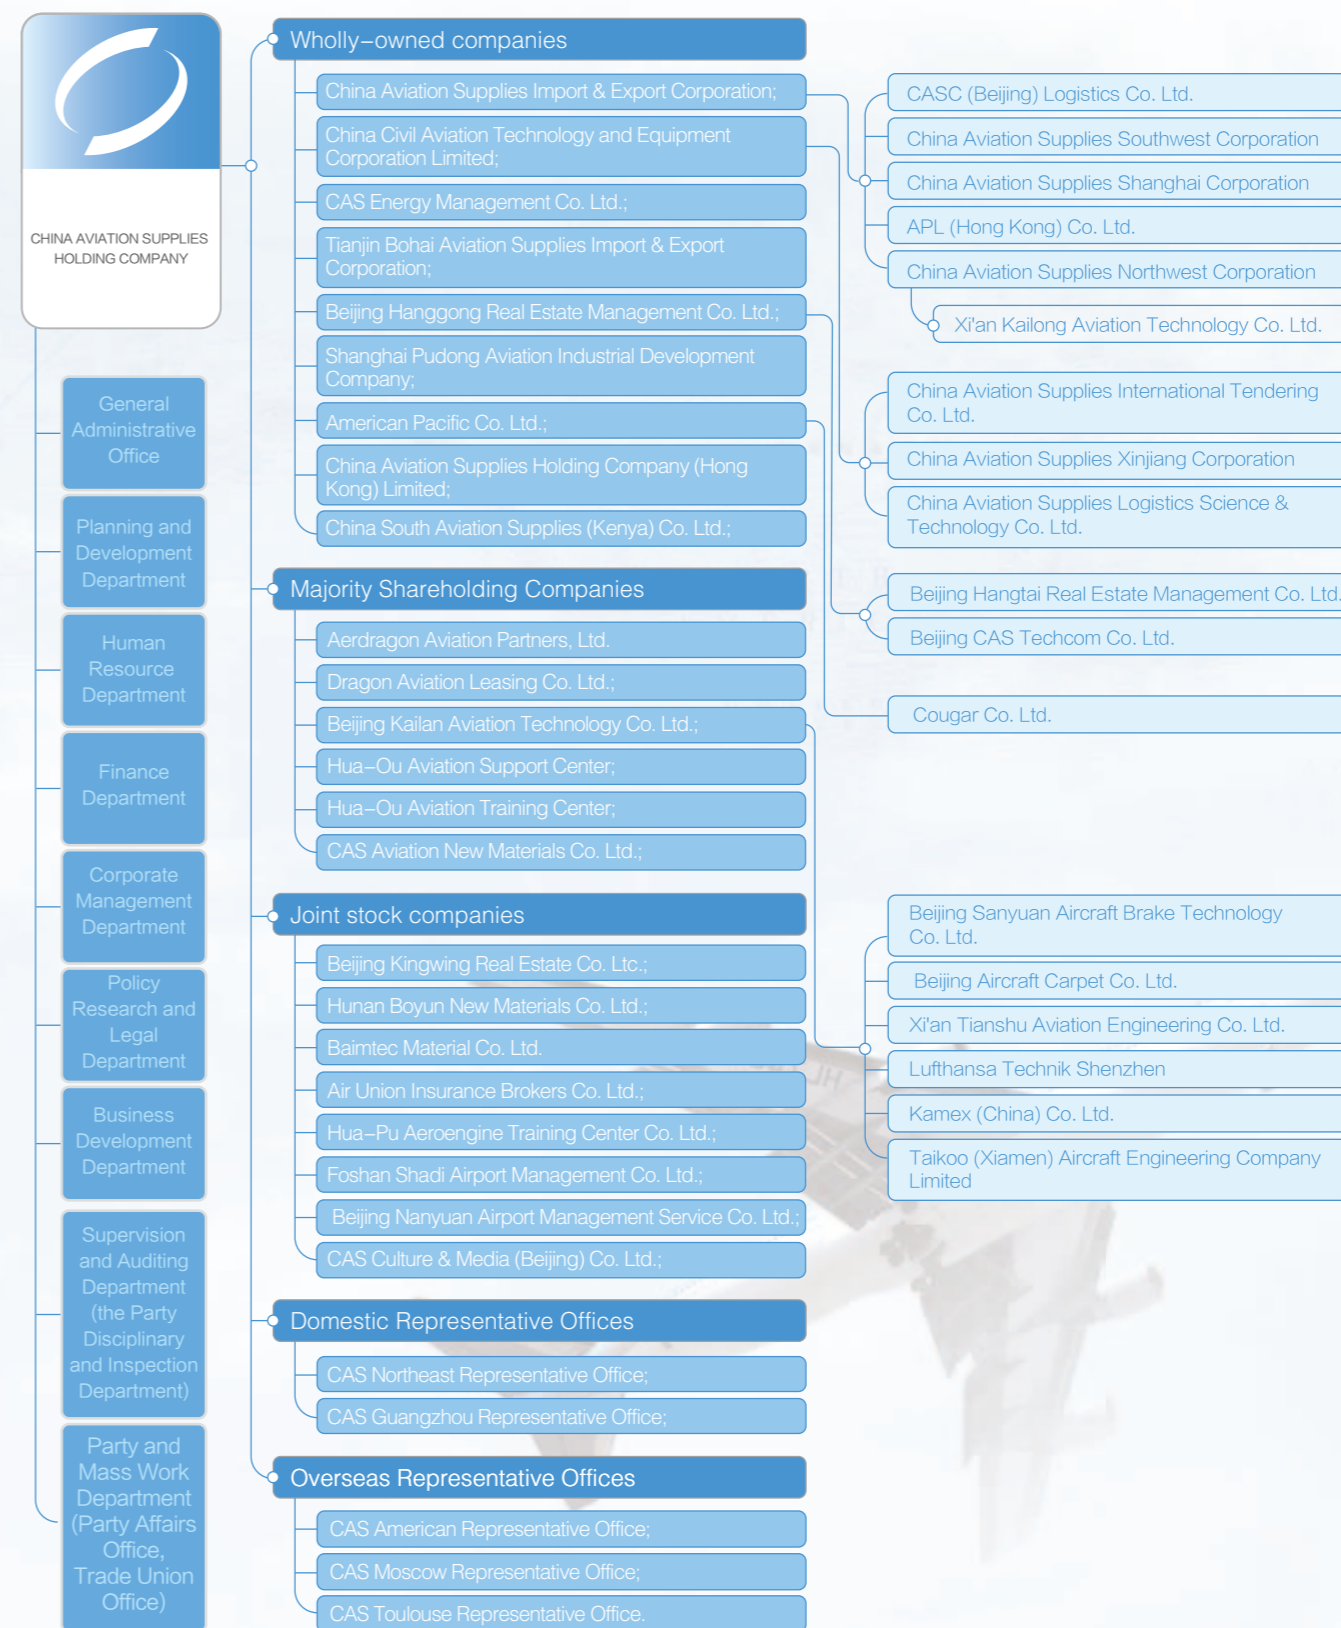 CHINA AVIATION SUPPLIES
HOLDING COMPANY
General
Administrative
Office
Planning and
Development
Department
Human
Resource
Department
Finance
Department
Corporate
Management
Department
Policy
Research and
Legal
Department
Business
Development
Department
Supervision
and Auditing
Department
(the Party
Disciplinary
and Inspection
Department)
Party and
Mass Work
Department
(Party Affairs
Office,
Trade Union
Office)
Wholly-owned companies
China Aviation Supplies Import & Export Corporation;
China Civil Aviation Technology and Equipment
Corporation Limited;
CAS Energy Management Co. Ltd.;
Tianjin Bohai Aviation Supplies Import & Export
Corporation;
Beijing Hanggong Real Estate Management Co. Ltd.;
Shanghai Pudong Aviation Industrial Development
Company;
American Pacific Co. Ltd.;
China Aviation Supplies Holding Company (Hong
Kong) Limited;
China South Aviation Supplies (Kenya) Co. Ltd.;
Majority Shareholding Companies
Aerdragon Aviation Partners, Ltd.
Dragon Aviation Leasing Co. Ltd.;
Beijing Kailan Aviation Technology Co. Ltd.;
Hua-Ou Aviation Support Center;
Hua-Ou Aviation Training Center;
CAS Aviation New Materials Co. Ltd.;
Joint stock companies
Beijing Kingwing Real Estate Co. Ltc.;
Hunan Boyun New Materials Co. Ltd.;
Baimtec Material Co. Ltd.
Air Union Insurance Brokers Co. Ltd.;
Hua-Pu Aeroengine Training Center Co. Ltd.;
Foshan Shadi Airport Management Co. Ltd.;
Beijing Nanyuan Airport Management Service Co. Ltd.;
CAS Culture & Media (Beijing) Co. Ltd.;
Domestic Representative Offices
CAS Northeast Representative Office;
CAS Guangzhou Representative Office;
Overseas Representative Offices
CAS American Representative Office;
CAS Moscow Representative Office;
CAS Toulouse Representative Office.
CASC (Beijing) Logistics Co. Ltd.
China Aviation Supplies Southwest Corporation
China Aviation Supplies Shanghai Corporation
APL (Hong Kong) Co. Ltd.
China Aviation Supplies Northwest Corporation
Xi'an Kailong Aviation Technology Co. Ltd.
China Aviation Supplies International Tendering
Co. Ltd.
China Aviation Supplies Xinjiang Corporation
China Aviation Supplies Logistics Science &
Technology Co. Ltd.
Beijing Hangtai Real Estate Management Co. Ltd.
Beijing CAS Techcom Co. Ltd.
Cougar Co. Ltd.
Beijing Sanyuan Aircraft Brake Technology
Co. Ltd.
Beijing Aircraft Carpet Co. Ltd.
Xi'an Tianshu Aviation Engineering Co. Ltd.
Lufthansa Technik Shenzhen
Kamex (China) Co. Ltd.
Taikoo (Xiamen) Aircraft Engineering Company
Limited